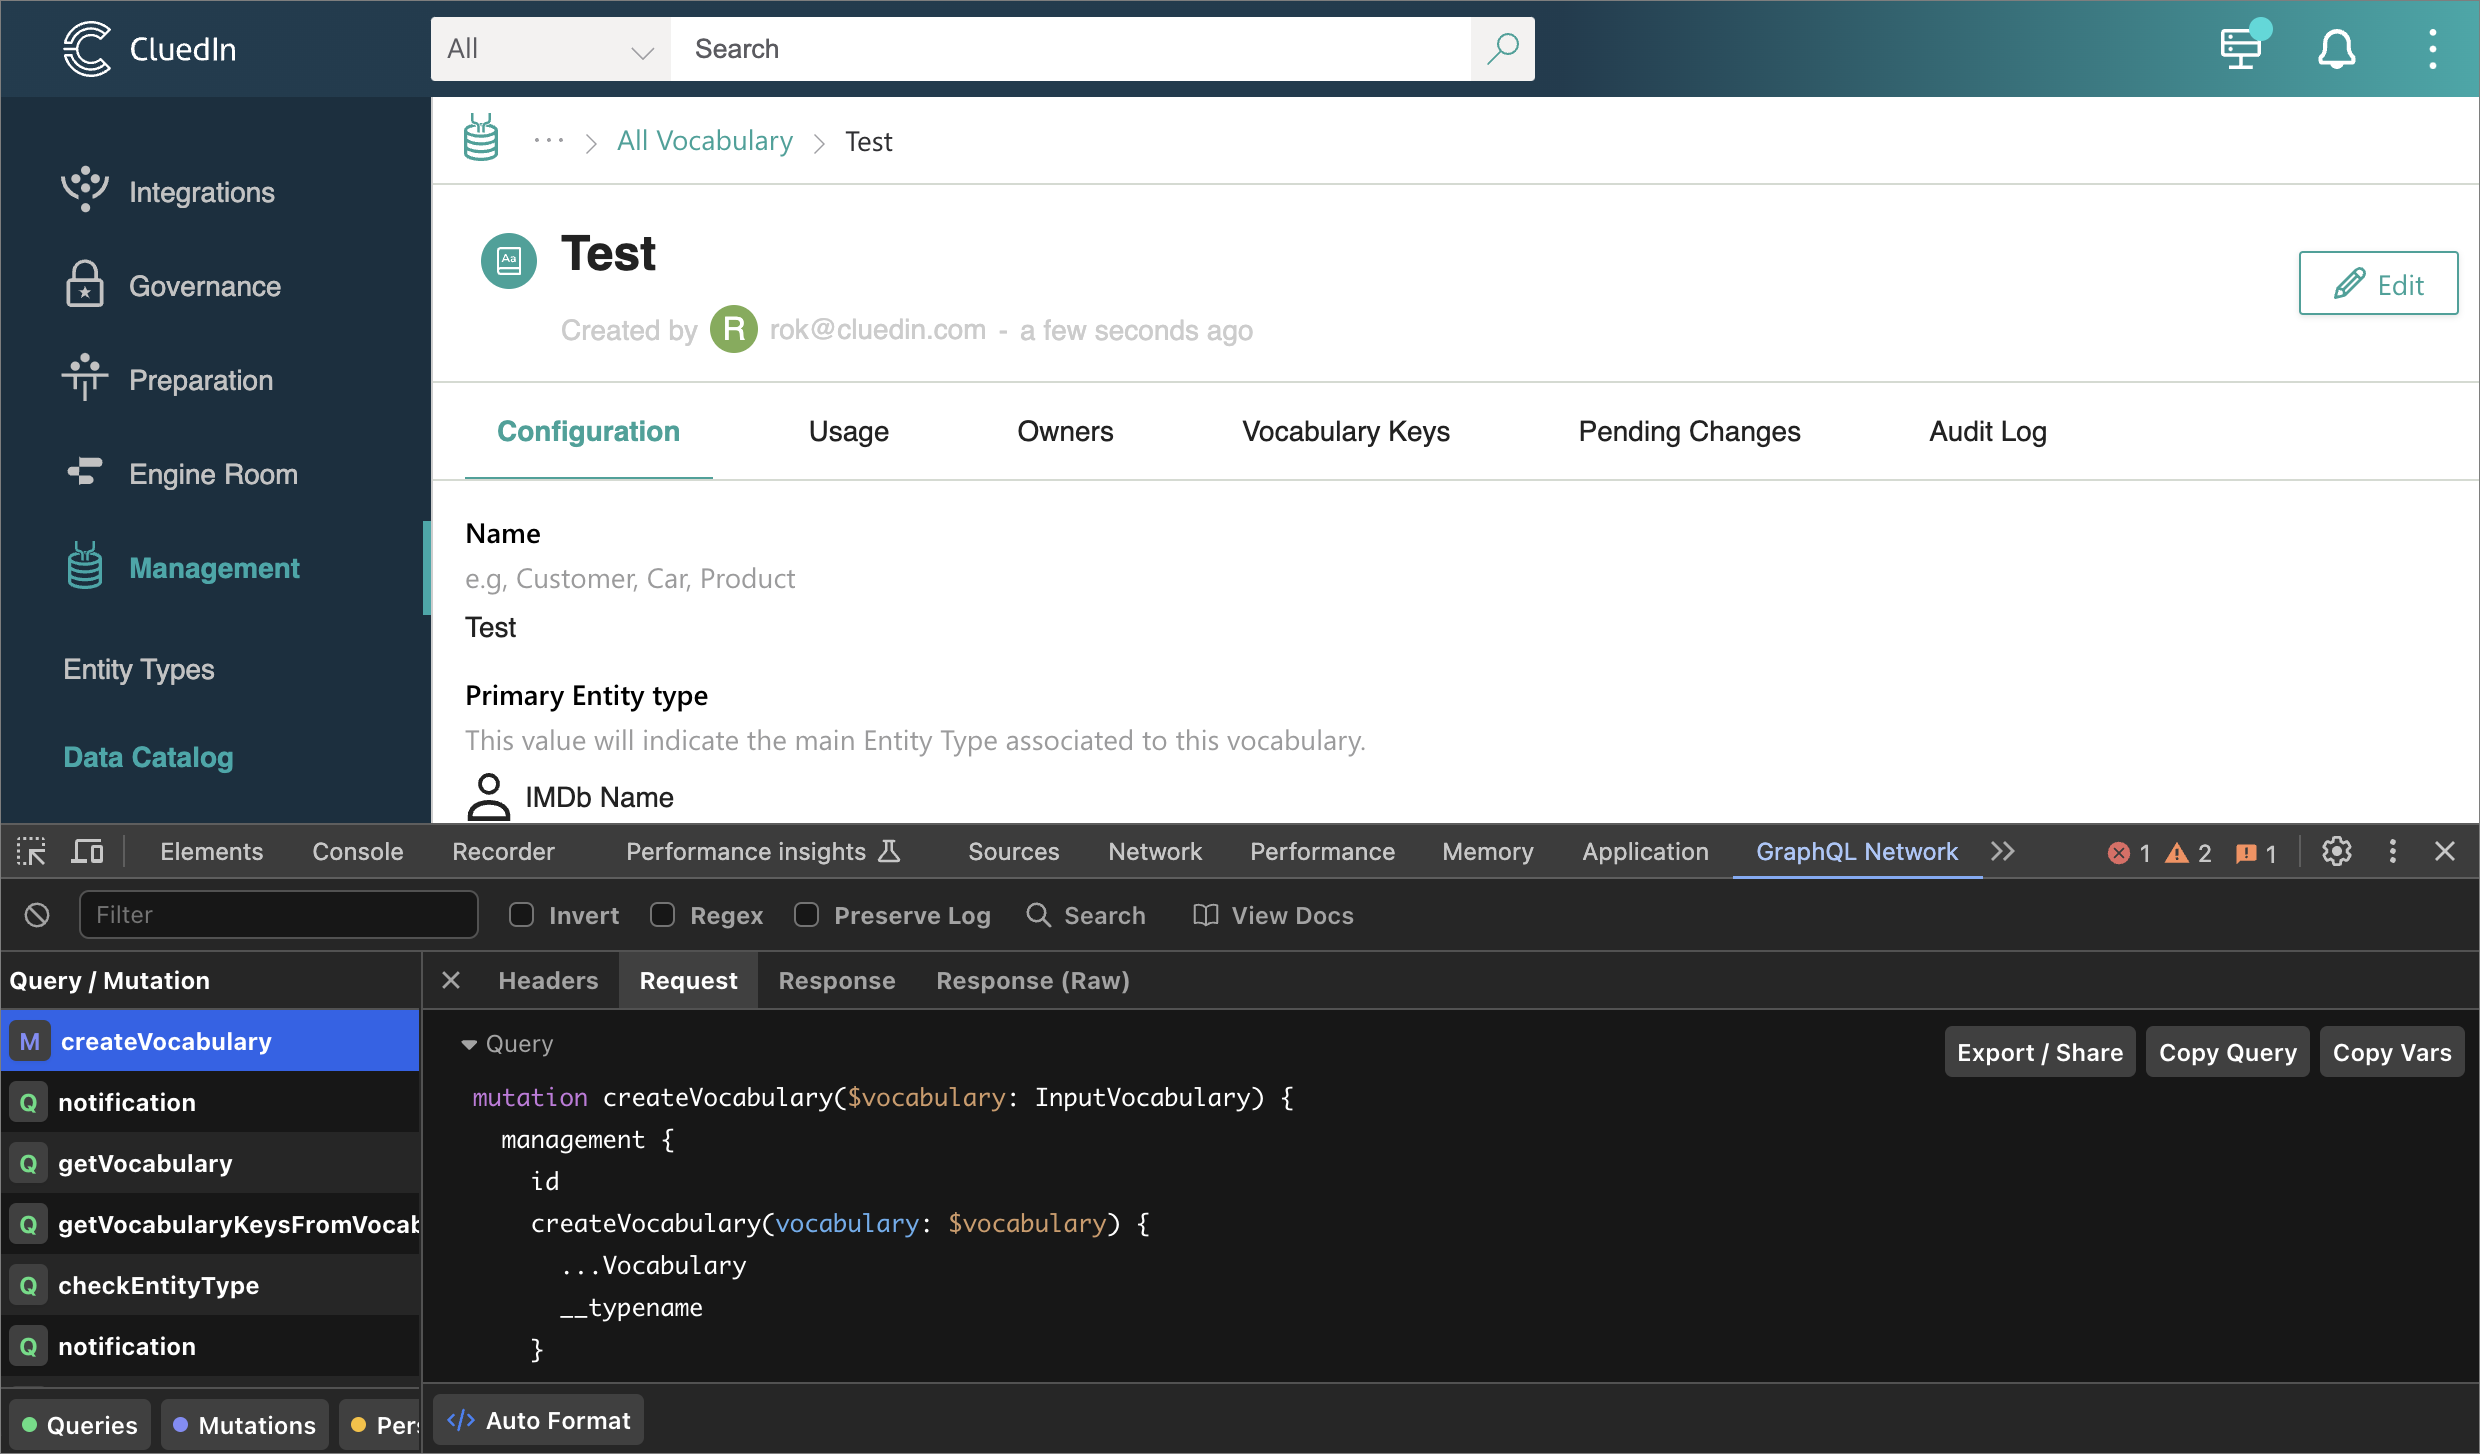 CluedIn
All
Search
Integrations
Governance
Preparation
Engine Room
Management
Entity Types
Data Catalog
··· > All Vocabulary > Test
Aa
Test
Created by R rok@cluedin.com - a few seconds ago
Edit
Configuration
Usage
Owners
Vocabulary Keys
Pending Changes
Audit Log
Name
e.g, Customer, Car, Product
Test
Primary Entity type
This value will indicate the main Entity Type associated to this vocabulary.
IMDb Name
Elements
Console
Recorder
Performance insights
Sources
Network
Performance
Memory
Application
GraphQL Network
1
2
1
Filter
Invert
Regex
Preserve Log
Search
View Docs
Query / Mutation
M createVocabulary
Q notification
Q getVocabulary
Q getVocabularyKeysFromVocab
Q checkEntityType
Q notification
Queries
Mutations
Pers
Headers
Request
Response
Response (Raw)
Query
Export / Share
Copy Query
Copy Vars
mutation createVocabulary($vocabulary: InputVocabulary) {
management {
id
createVocabulary(vocabulary: $vocabulary) {
...Vocabulary
__typename
}
</> Auto Format